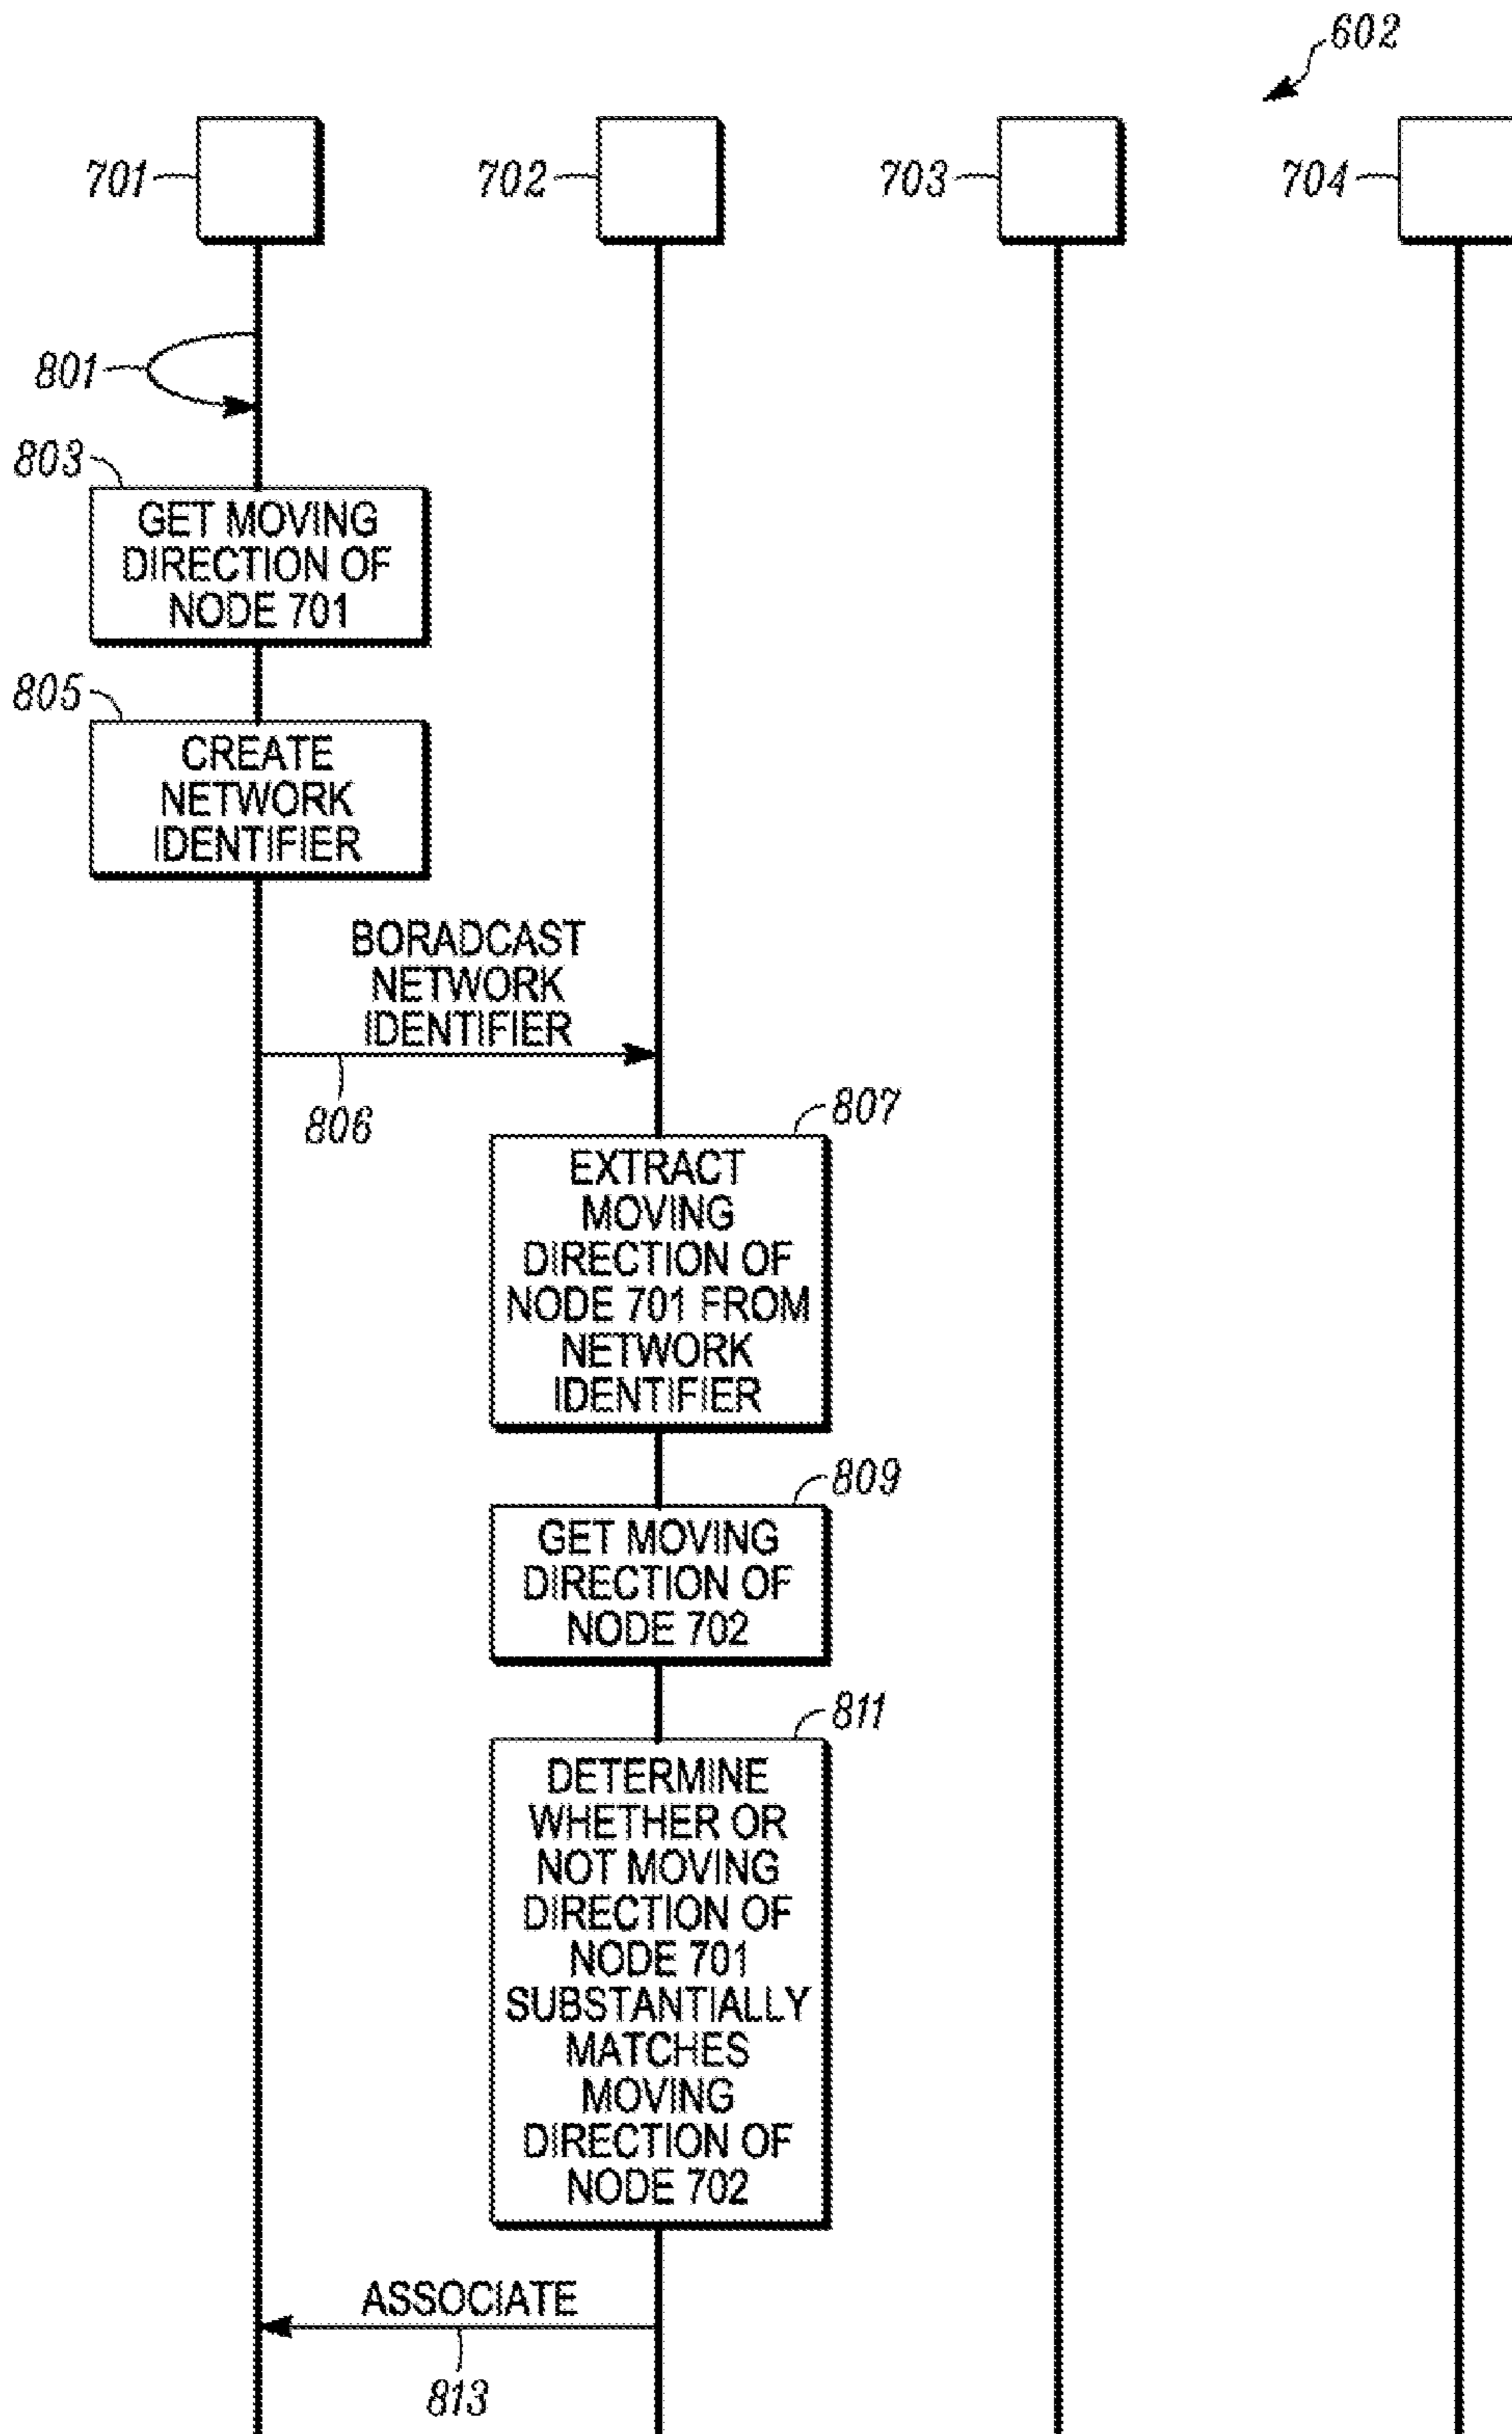 602
701
702
703
704
801
803
GET MOVING
DIRECTION OF
NODE 701
805
CREATE
NETWORK
IDENTIFIER
BORADCAST
NETWORK
IDENTIFIER
806
807
EXTRACT
MOVING
DIRECTION OF
NODE 701 FROM
NETWORK
IDENTIFIER
809
GET MOVING
DIRECTION OF
NODE 702
811
DETERMINE
WHETHER OR
NOT MOVING
DIRECTION OF
NODE 701
SUBSTANTIALLY
MATCHES
MOVING
DIRECTION OF
NODE 702
ASSOCIATE
813